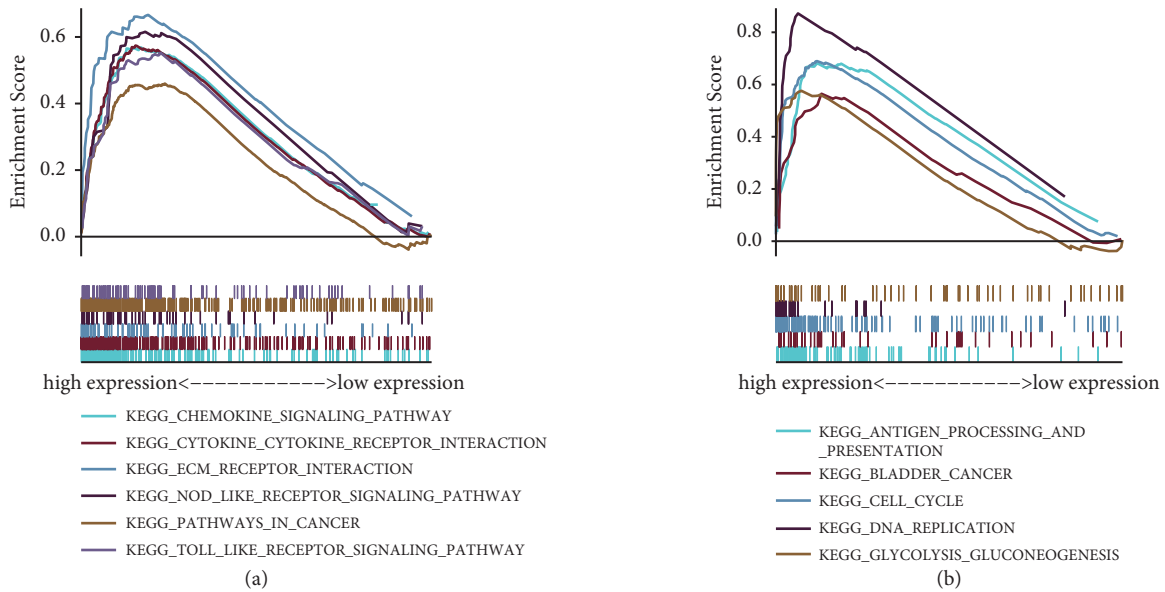 Enrichment Score
0.6
0.4
0.2
0.0
high expression<−−−−−−−−−−−>low expression
KEGG_CHEMOKINE_SIGNALING_PATHWAY
KEGG_CYTOKINE_CYTOKINE_RECEPTOR_INTERACTION
KEGG_ECM_RECEPTOR_INTERACTION
KEGG_NOD_LIKE_RECEPTOR_SIGNALING_PATHWAY
KEGG_PATHWAYS_IN_CANCER
KEGG_TOLL_LIKE_RECEPTOR_SIGNALING_PATHWAY
(a)
Enrichment Score
0.8
0.6
0.4
0.2
0.0
high expression<−−−−−−−−−−−>low expression
KEGG_ANTIGEN_PROCESSING_AND
_PRESENTATION
KEGG_BLADDER_CANCER
KEGG_CELL_CYCLE
KEGG_DNA_REPLICATION
KEGG_GLYCOLYSIS_GLUCONEOGENESIS
(b)